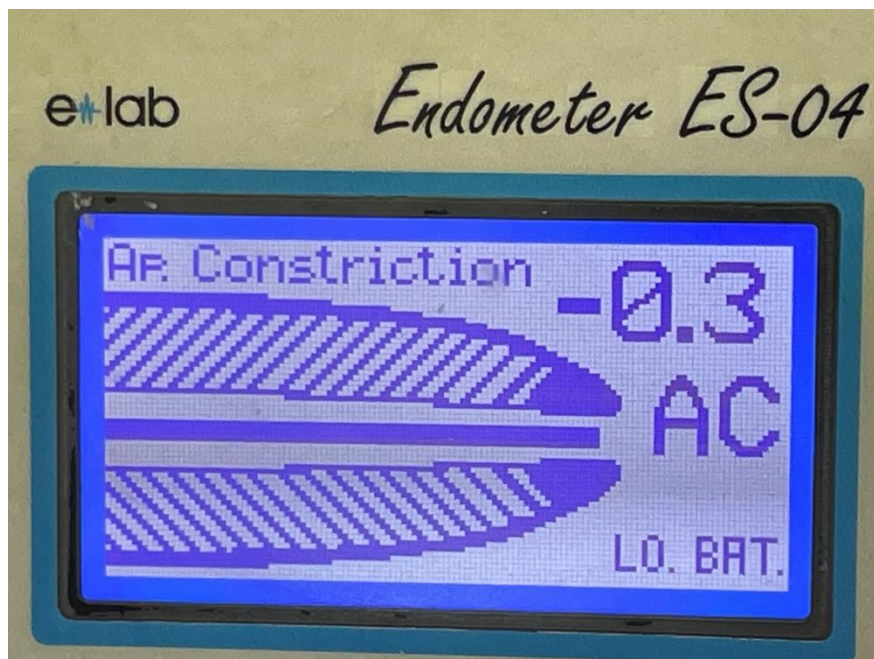 e lab
Endometer ES-04
AP. Constriction
-0.3
AC
LO. BAT.